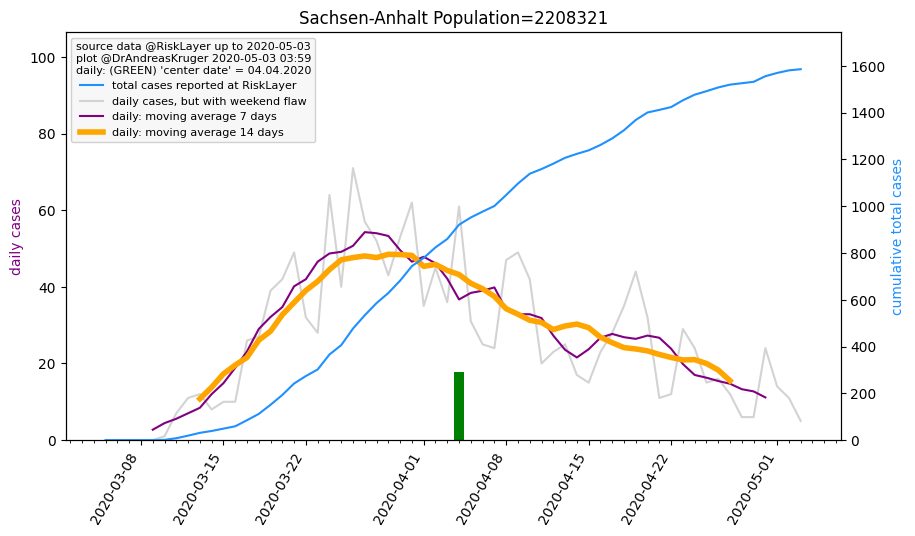 Sachsen-Anhalt Population=2208321
source data @RiskLayer up to 2020-05-03
plot @DrAndreasKruger 2020-05-03 03:59
daily: (GREEN) 'center date' = 04.04.2020
total cases reported at RiskLayer
daily cases, but with weekend flaw
daily: moving average 7 days
daily: moving average 14 days
daily cases
100
80
60
40
20
0
cumulative total cases
1600
1400
1200
1000
800
600
400
200
0
2020-03-08
2020-03-15
2020-03-22
2020-04-01
2020-04-08
2020-04-15
2020-04-22
2020-05-01